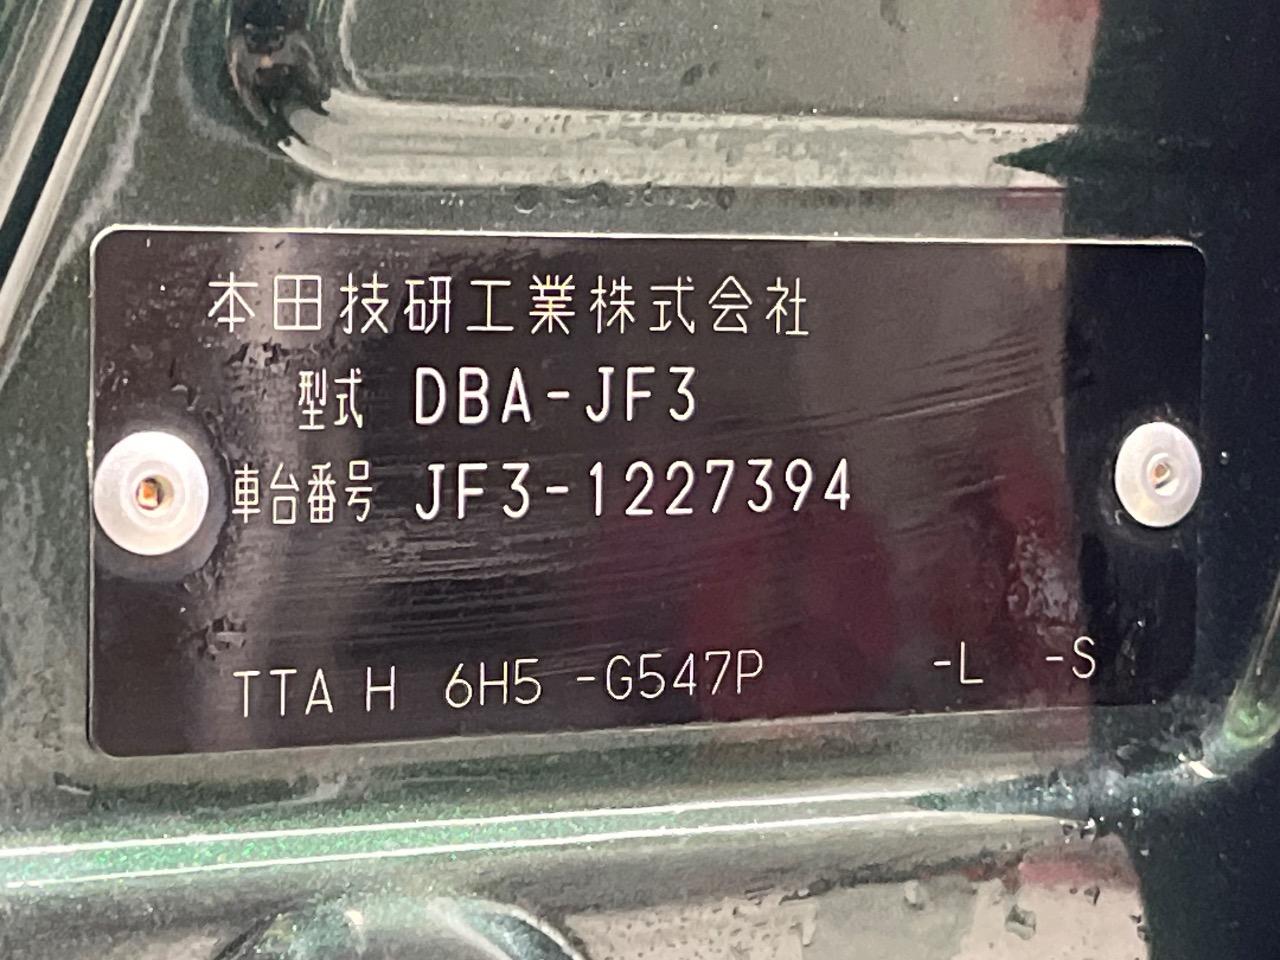 本田技研工業株式会社
型式 DBA-JF3
車台番号 JF3-1227394
TTA H 6H5 -G547P -L -S